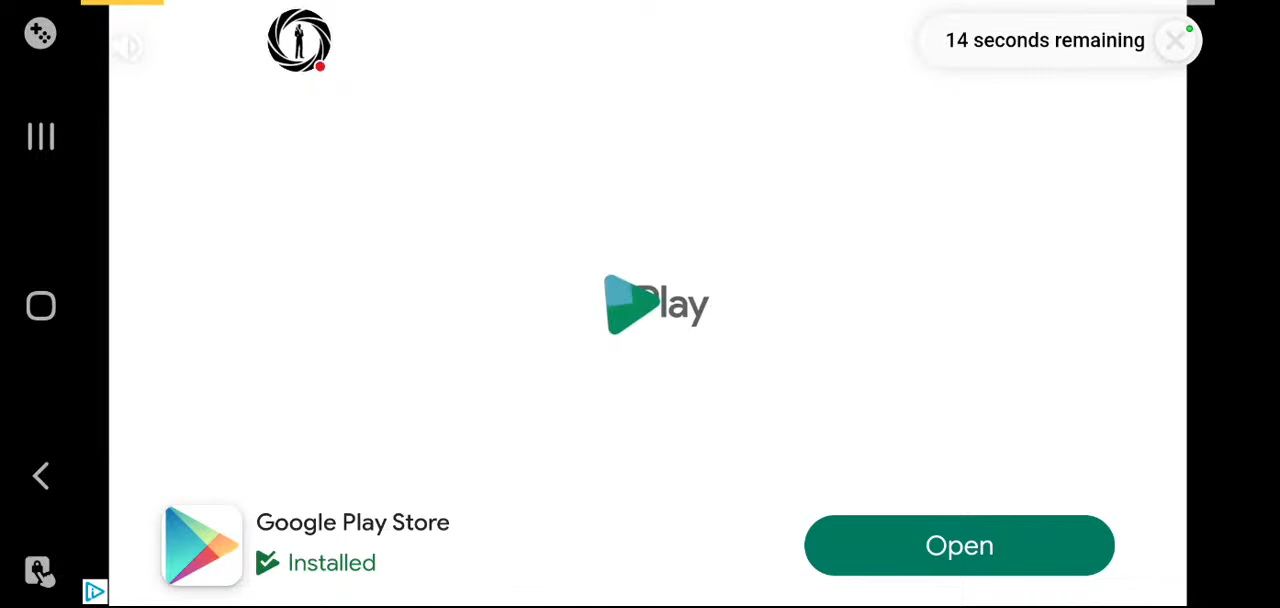 14 seconds remaining
Play
Google Play Store
Installed
Open